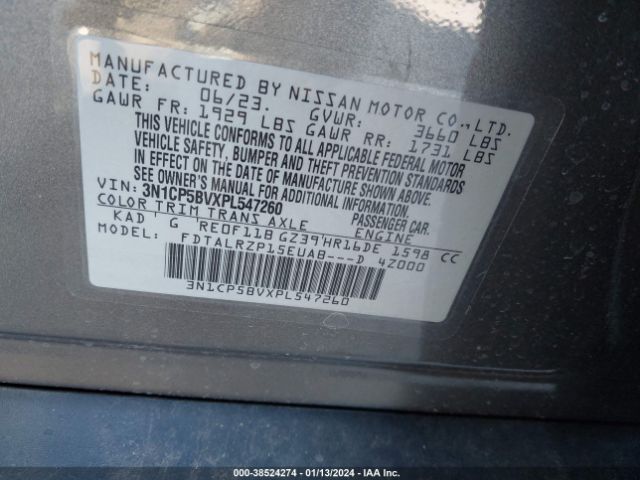 MANUFACTURED BY NISSAN MOTOR CO., LTD.
DATE: 06/23. GVWR: 3660 LBS
GAWR FR: 1929 LBS GAWR RR: 1731 LBS
THIS VEHICLE CONFORMS TO ALL APPLICABLE FEDERAL MOTOR
VEHICLE SAFETY, BUMPER AND THEFT PREVENTION STANDARDS
IN EFFECT ON DATE OF MANUFACTURE SHOWN ABOVE.
SEE OWNER'S MANUAL FOR ADDITIONAL INFORMATION.
VIN: 3N1CP5BVXPL547260 PASSENGER CAR.
COLOR TRIM TRANS AXLE ENGINE
KAD G RE0F11B GZ39 HR16DE 1598 CC
MODEL: FDTALRZP15EUAB---D 42000
3N1CP5BVXPL547260
000-38524274 - 01/13/2024 - IAA Inc.